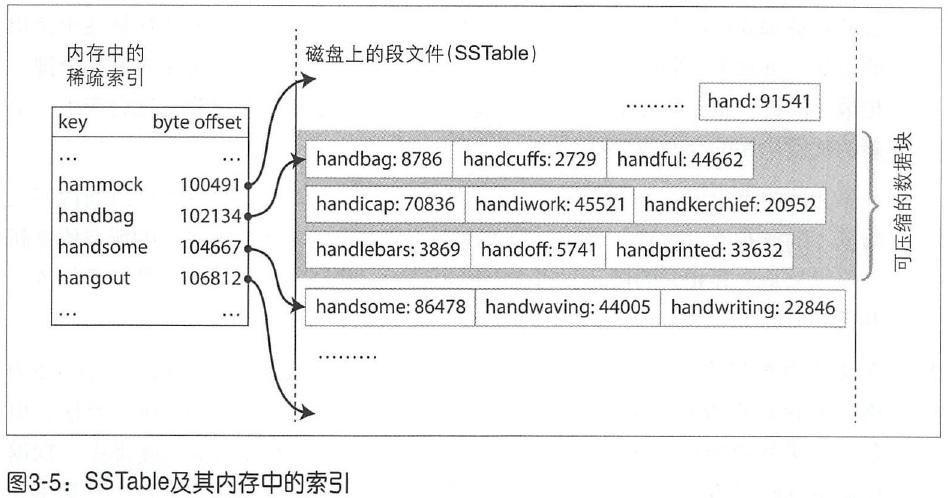 内存中的
稀疏索引
key byte offset
... ...
hammock 100491
handbag 102134
handsome 104667
hangout 106812
... ...
磁盘上的段文件(SSTable)
......... hand: 91541
handbag: 8786 handcuffs: 2729 handful: 44662
handicap: 70836 handiwork: 45521 handkerchief: 20952
handlebars: 3869 handoff: 5741 handprinted: 33632
handsome: 86478 handwaving: 44005 handwriting: 22846
.........
可压缩的数据块
图3-5：SSTable及其内存中的索引